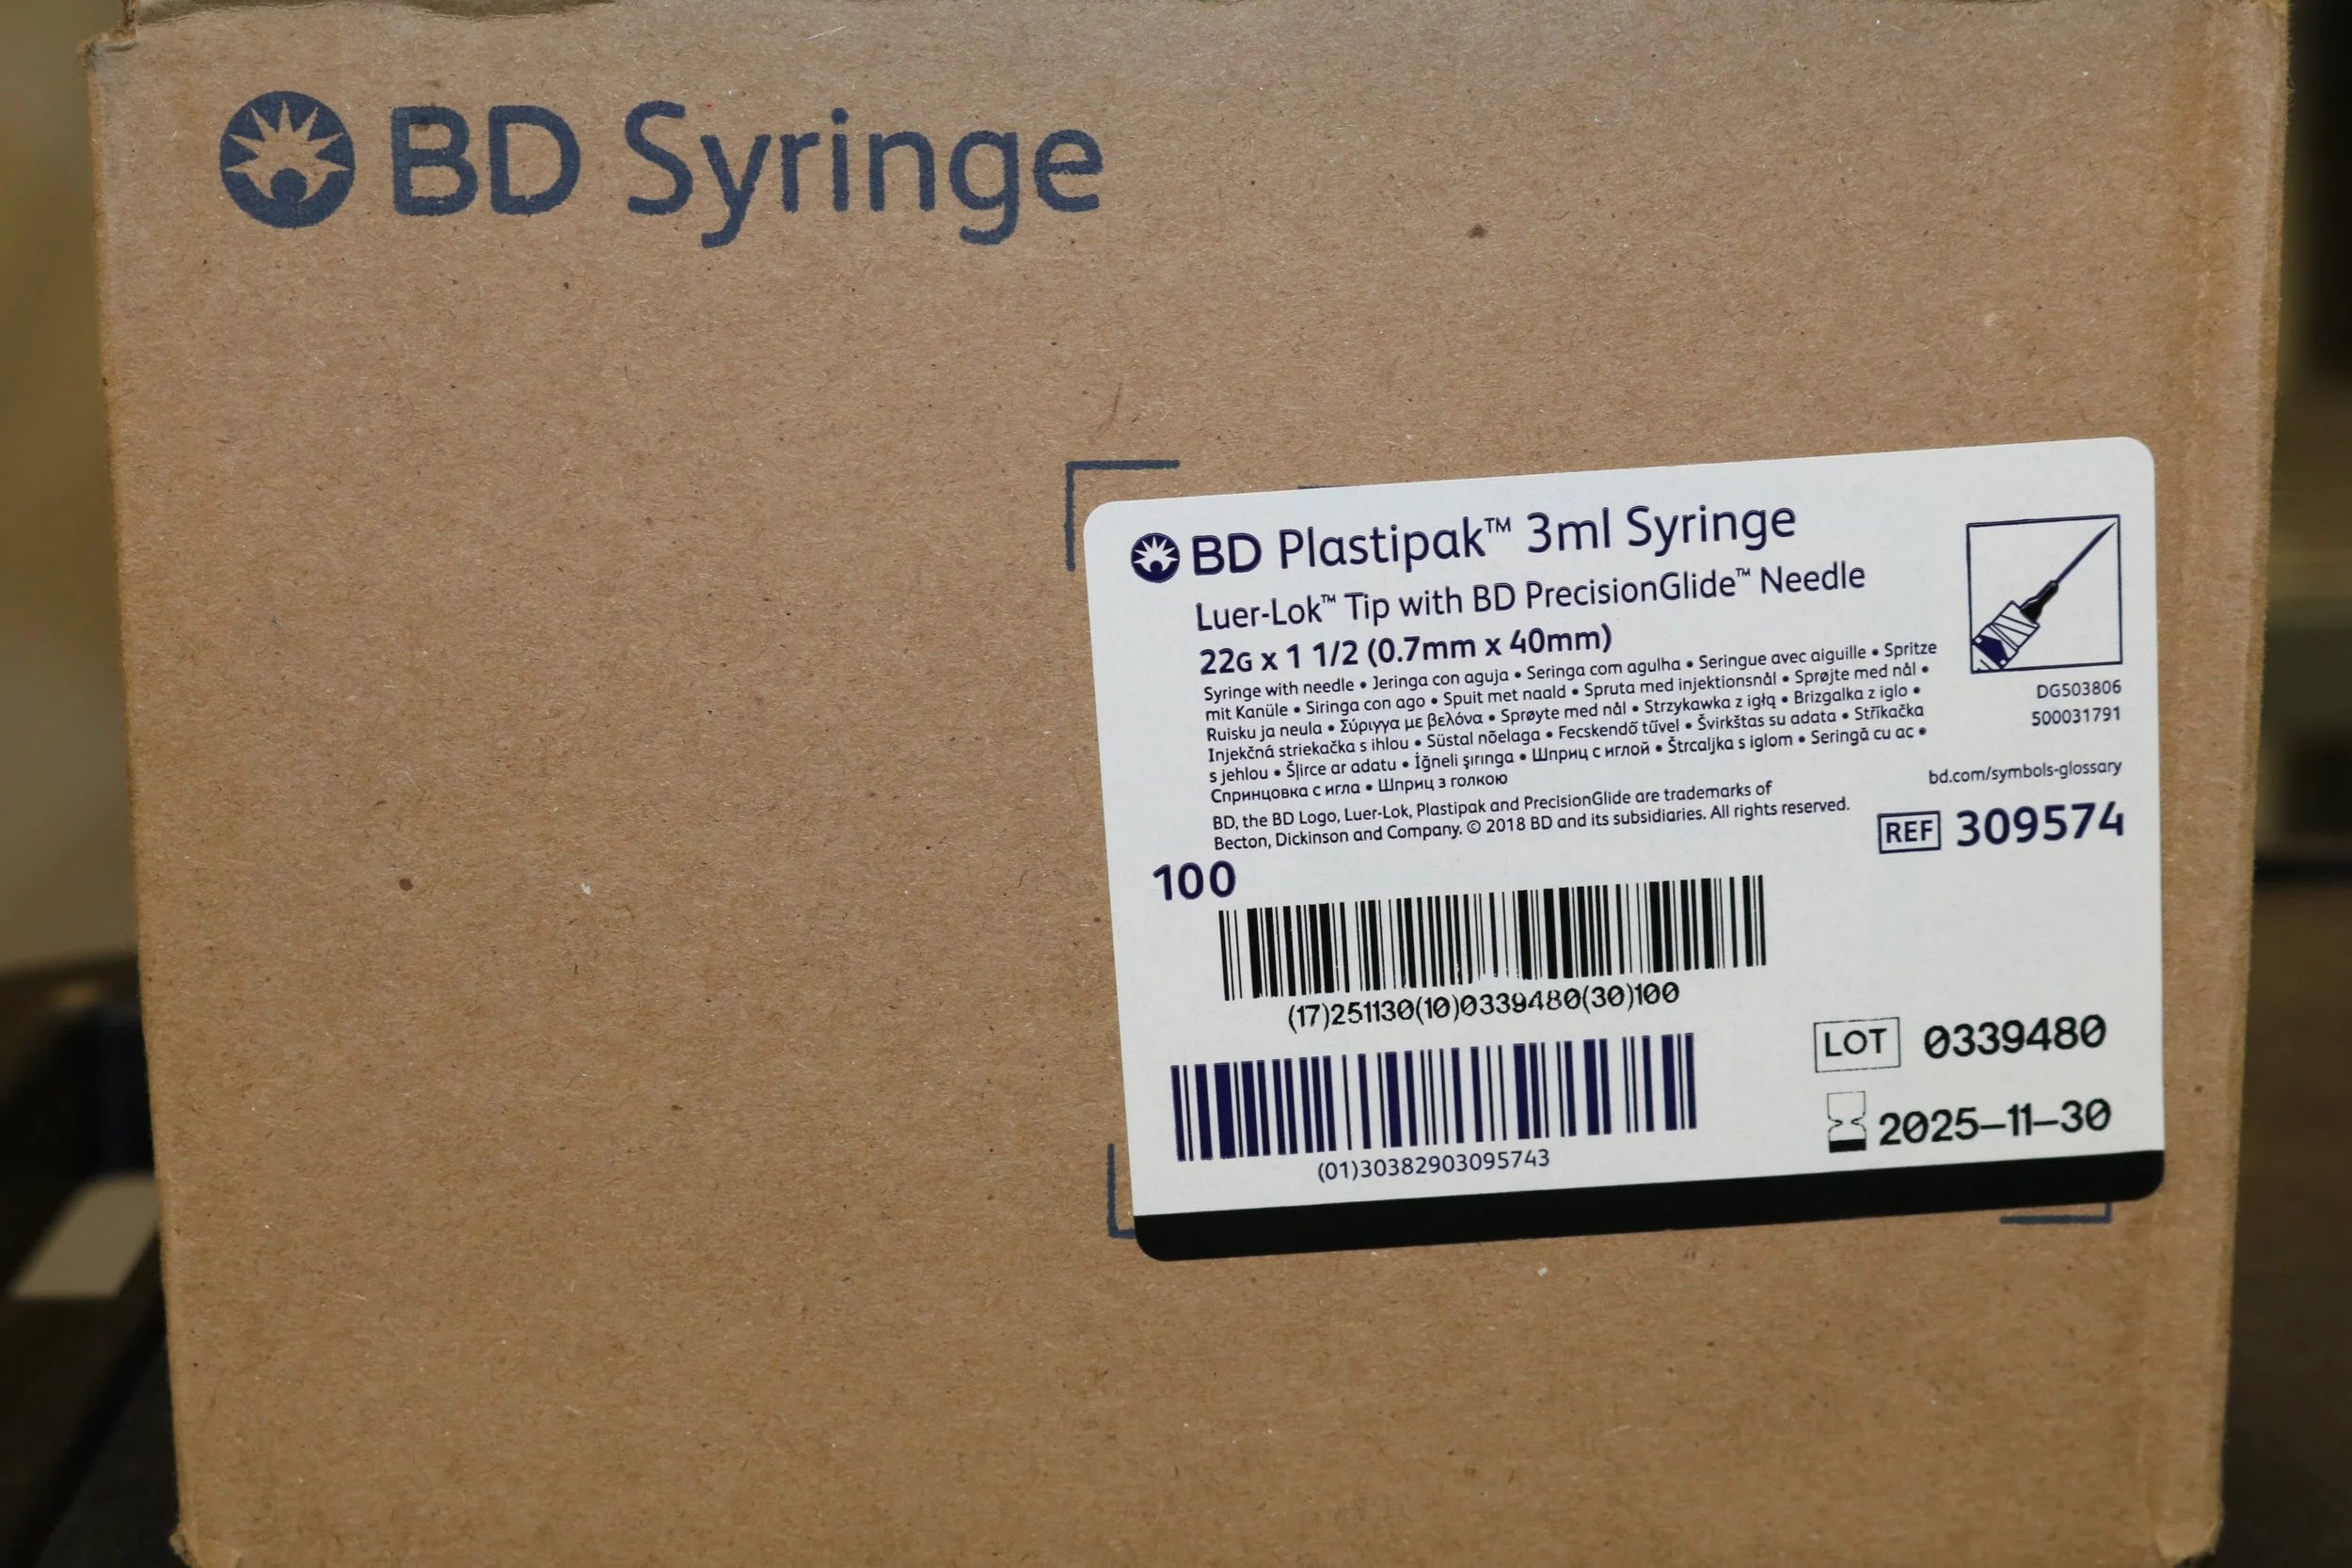 BD Syringe
BD Plastipak™ 3ml Syringe
Luer-Lok™ Tip with BD PrecisionGlide™ Needle
22G x 1 1/2 (0.7mm x 40mm)
Syringe with needle • Jeringa con aguja • Seringa com agulha • Seringue avec aiguille • Spritze
mit Kanüle • Siringa con ago • Spuit met naald • Spruta med injektionsnål • Sprøjte med nål •
Ruisku ja neula • Σύριγγα με βελόνα • Sprøyte med nål • Strzykawka z igłą • Brizgalka z iglo •
Injekčná striekačka s ihlou • Süstal nõelaga • Fecskendő tűvel • Švirkštas su adata • Stříkačka
s jehlou • Šļirce ar adatu • İğneli şırınga • Шприц с иглой • Štrcaljka s iglom • Seringă cu ac •
Спринцовка с игла • Шприц з голкою
BD, the BD Logo, Luer-Lok, Plastipak and PrecisionGlide are trademarks of
Becton, Dickinson and Company. © 2018 BD and its subsidiaries. All rights reserved.
DG503806
500031791
bd.com/symbols-glossary
REF 309574
100
(17)251130(10)0339480(30)100
LOT 0339480
2025-11-30
(01)30382903095743